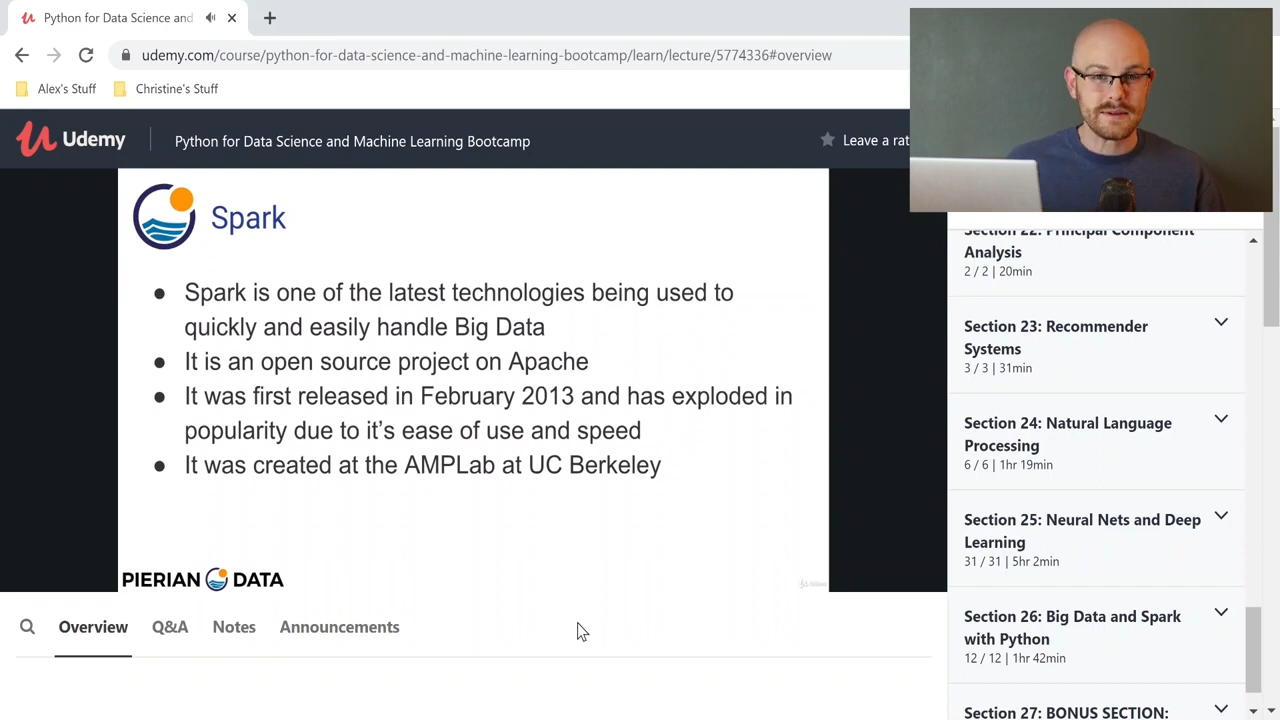 Python for Data Science and
udemy.com/course/python-for-data-science-and-machine-learning-bootcamp/learn/lecture/5774336#overview
Alex's Stuff
Christine's Stuff
Udemy
Python for Data Science and Machine Learning Bootcamp
Leave a rat
Spark
● Spark is one of the latest technologies being used to
quickly and easily handle Big Data
● It is an open source project on Apache
● It was first released in February 2013 and has exploded in
popularity due to it's ease of use and speed
● It was created at the AMPLab at UC Berkeley
PIERIAN DATA
Udemy
Overview
Q&A
Notes
Announcements
Section 22: Principal Component
Analysis
2 / 2 | 20min
Section 23: Recommender
Systems
3 / 3 | 31min
Section 24: Natural Language
Processing
6 / 6 | 1hr 19min
Section 25: Neural Nets and Deep
Learning
31 / 31 | 5hr 2min
Section 26: Big Data and Spark
with Python
12 / 12 | 1hr 42min
Section 27: BONUS SECTION: